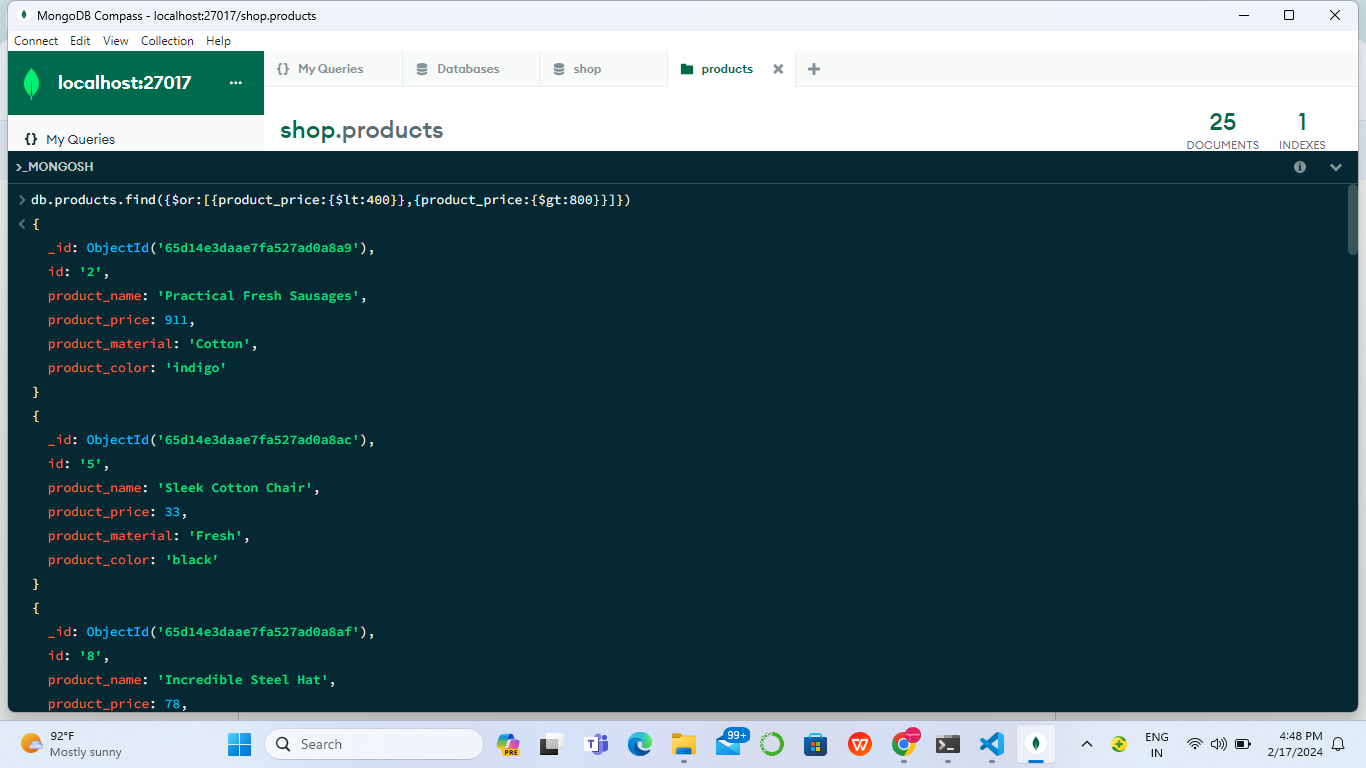 MongoDB Compass - localhost:27017/shop.products
Connect Edit View Collection Help
localhost:27017 ...
{} My Queries
Databases
shop
products
{} My Queries
shop.products
25
DOCUMENTS
1
INDEXES
>_MONGOSH
> db.products.find({$or:[{product_price:{$lt:400}},{product_price:{$gt:800}}]})
< {
_id: ObjectId('65d14e3daae7fa527ad0a8a9'),
id: '2',
product_name: 'Practical Fresh Sausages',
product_price: 911,
product_material: 'Cotton',
product_color: 'indigo'
}
{
_id: ObjectId('65d14e3daae7fa527ad0a8ac'),
id: '5',
product_name: 'Sleek Cotton Chair',
product_price: 33,
product_material: 'Fresh',
product_color: 'black'
}
{
_id: ObjectId('65d14e3daae7fa527ad0a8af'),
id: '8',
product_name: 'Incredible Steel Hat',
product_price: 78,
92°F
Mostly sunny
Search
PRE
99+
ENG
IN
4:48 PM
2/17/2024